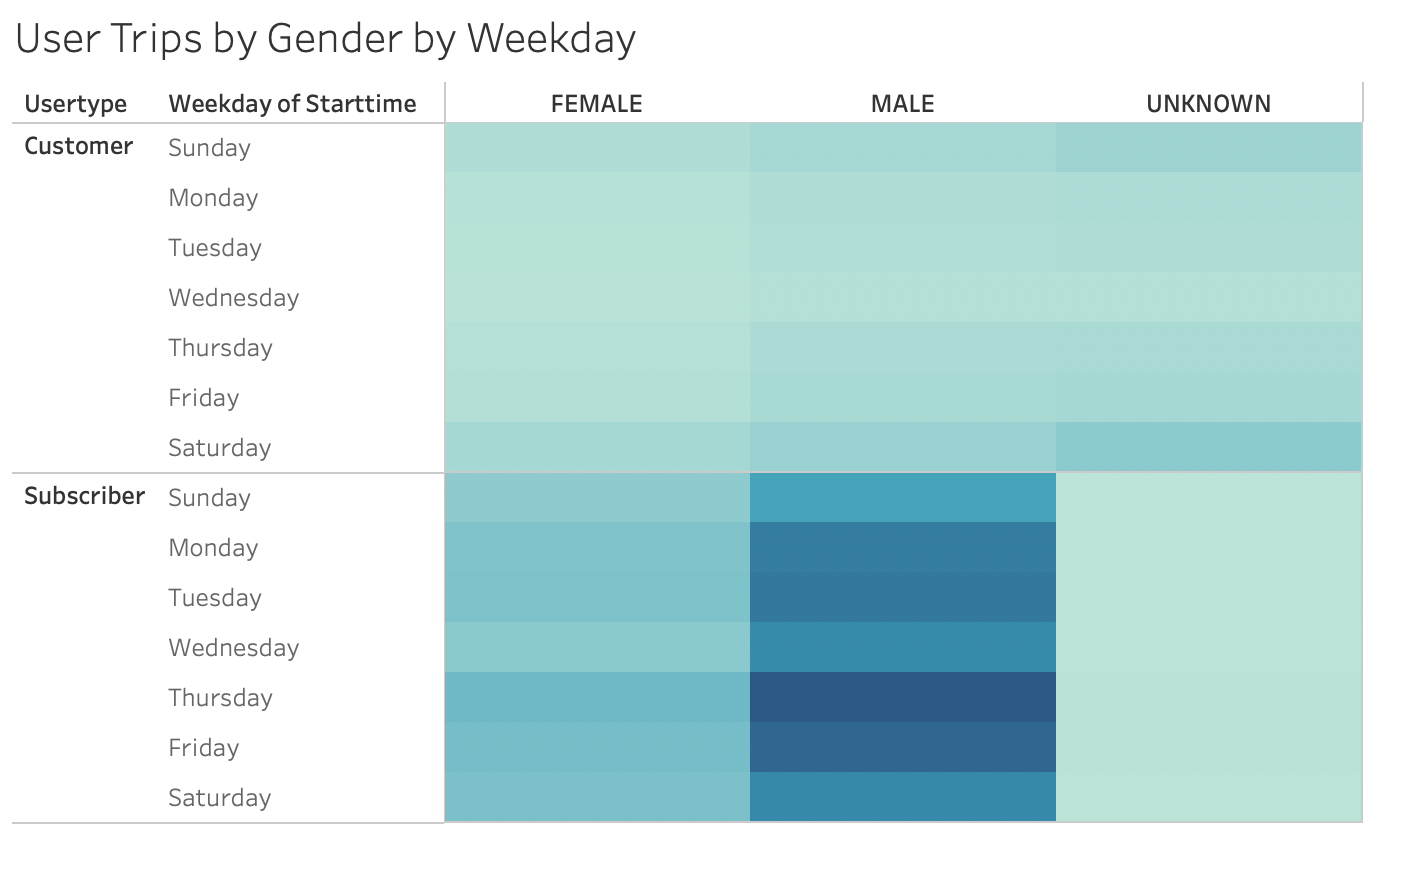 User Trips by Gender by Weekday
Usertype Weekday of Starttime FEMALE MALE UNKNOWN
Customer Sunday
Monday
Tuesday
Wednesday
Thursday
Friday
Saturday
Subscriber Sunday
Monday
Tuesday
Wednesday
Thursday
Friday
Saturday